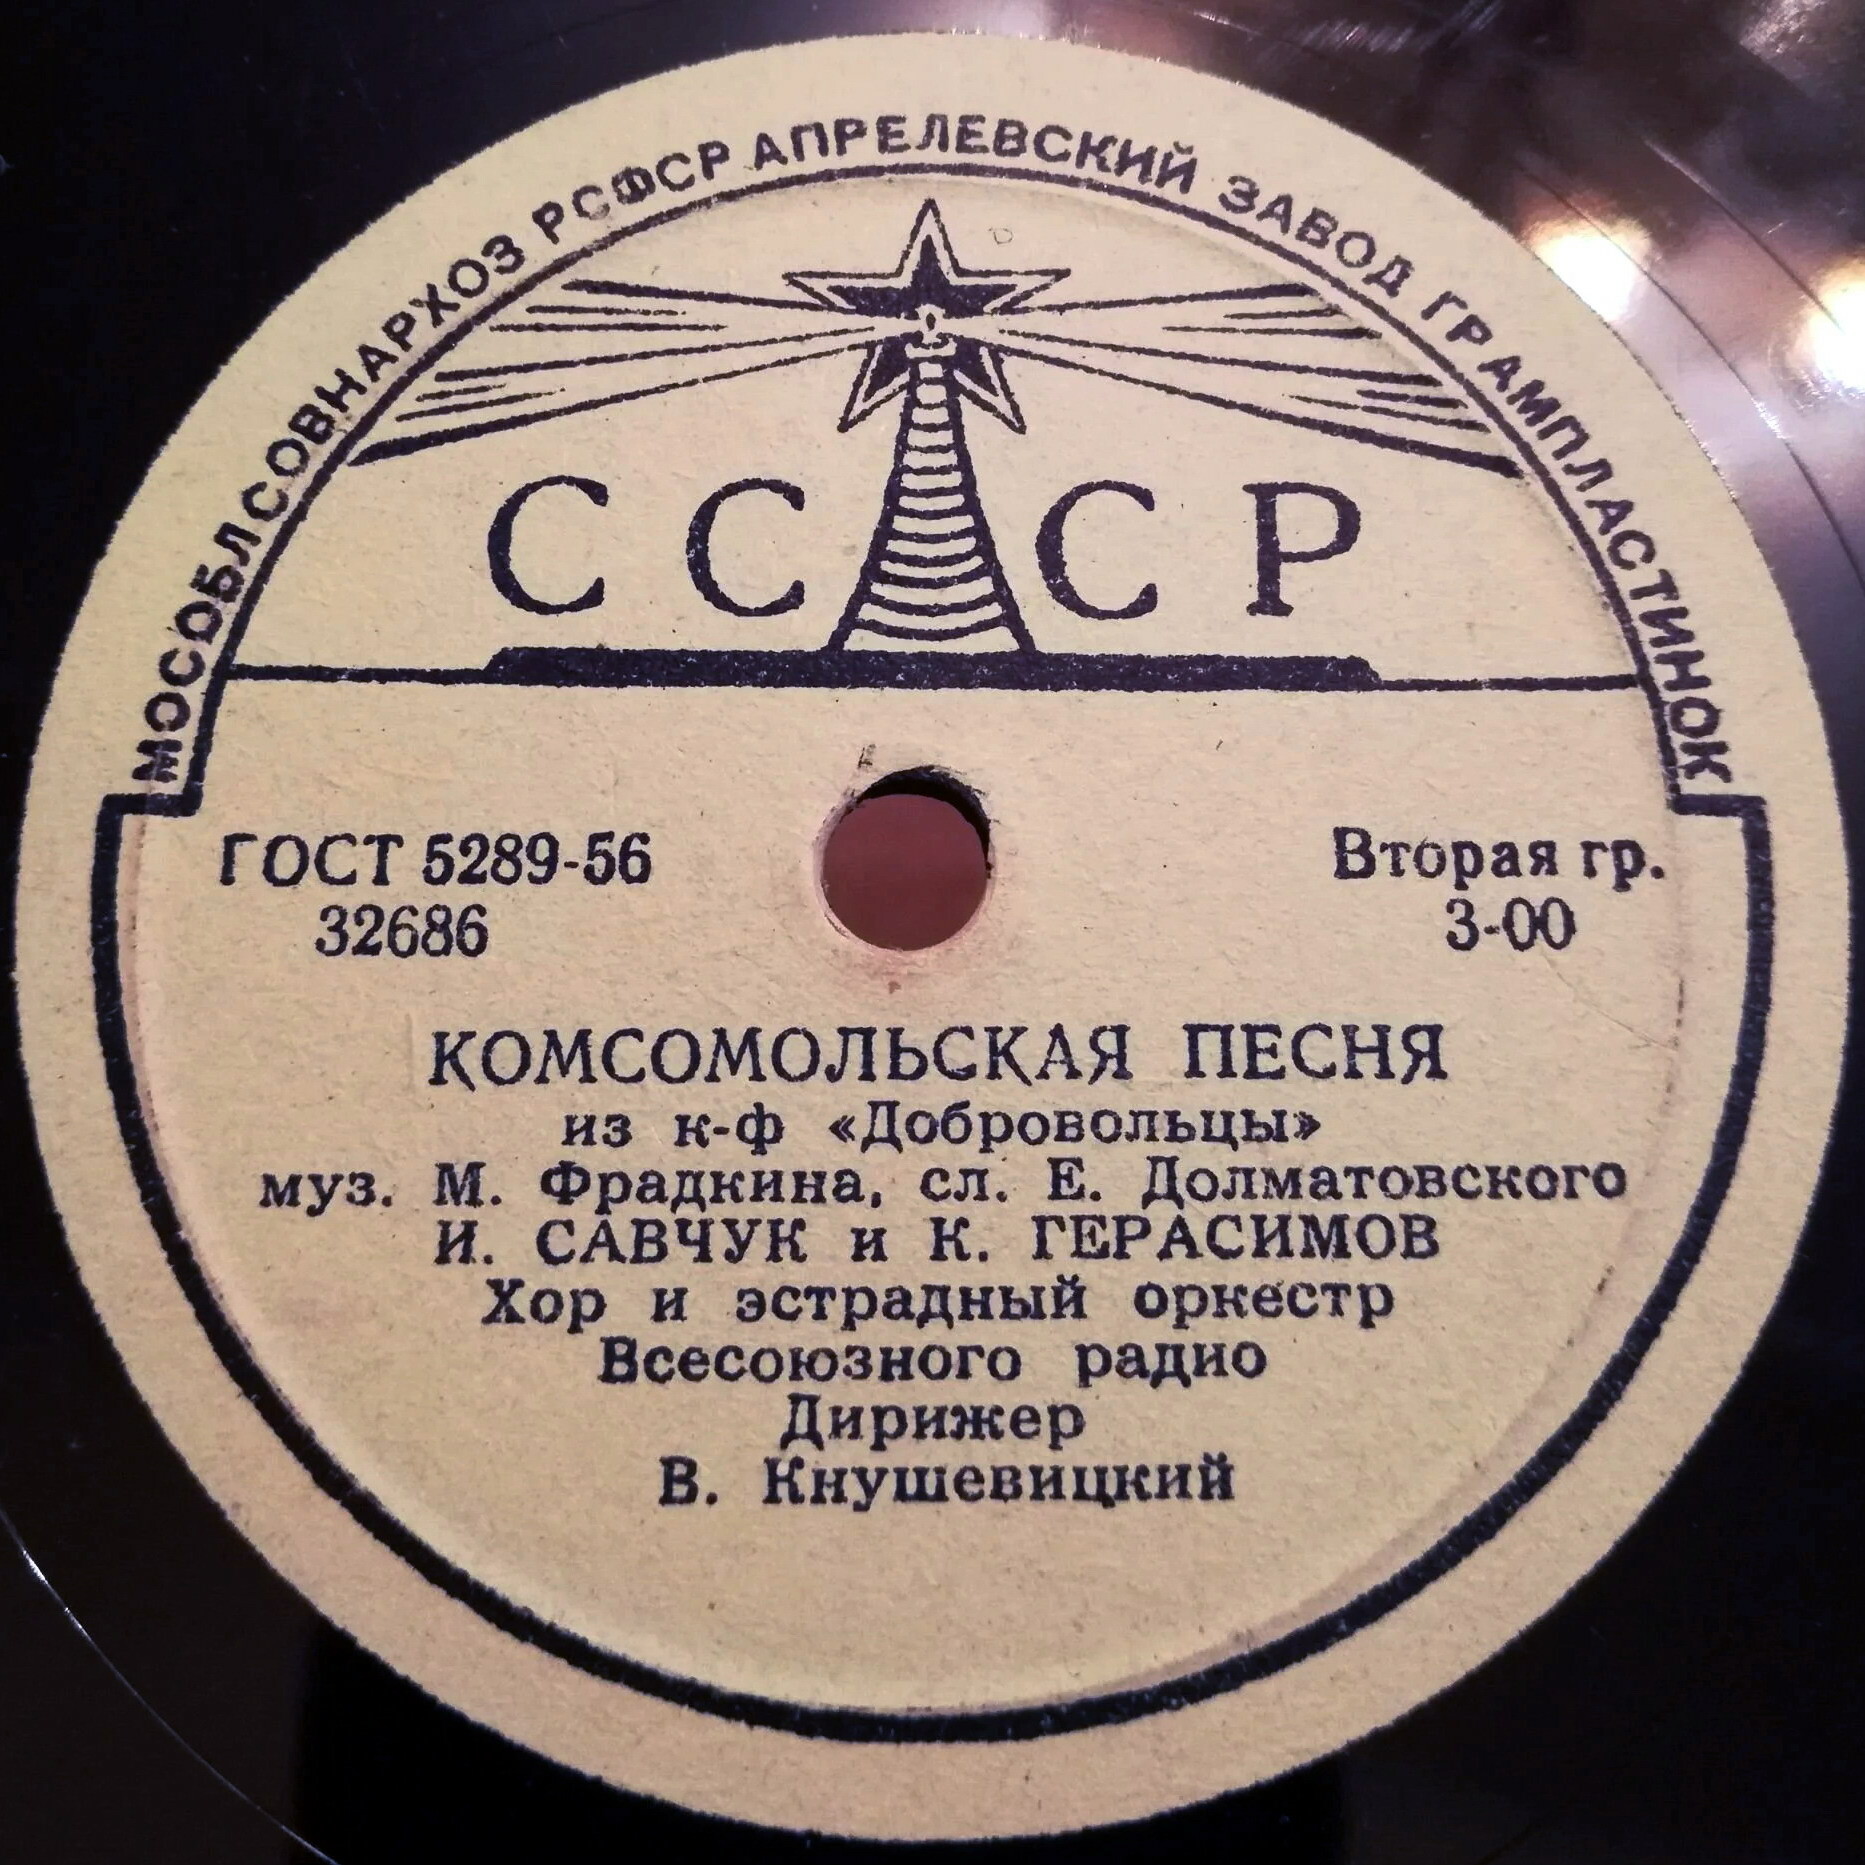 МОСОБЛСОВНАРХОЗ РСФСР АПРЕЛЕВСКИЙ ЗАВОД ГРАМПЛАСТИНОК
СССР
ГОСТ 5289-56
32686
Вторая гр.
3-00
КОМСОМОЛЬСКАЯ ПЕСНЯ
из к-ф «Добровольцы»
муз. М. Фрадкина, сл. Е. Долматовского
И. САВЧУК и К. ГЕРАСИМОВ
Хор и эстрадный оркестр
Всесоюзного радио
Дирижер
В. Кнушевицкий